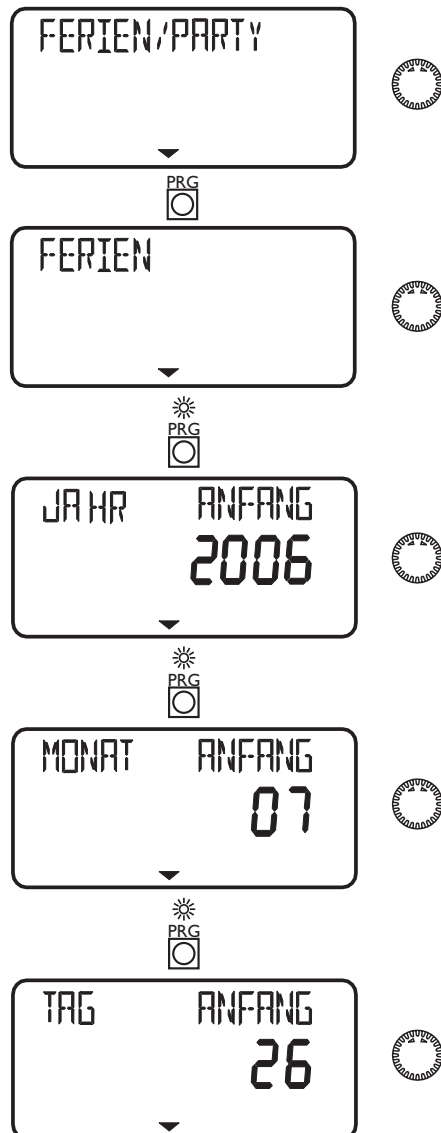 FERIEN/PARTY
PRG
FERIEN
PRG
JAHR ANFANG
2006
PRG
MONAT ANFANG
07
PRG
TAG ANFANG
26